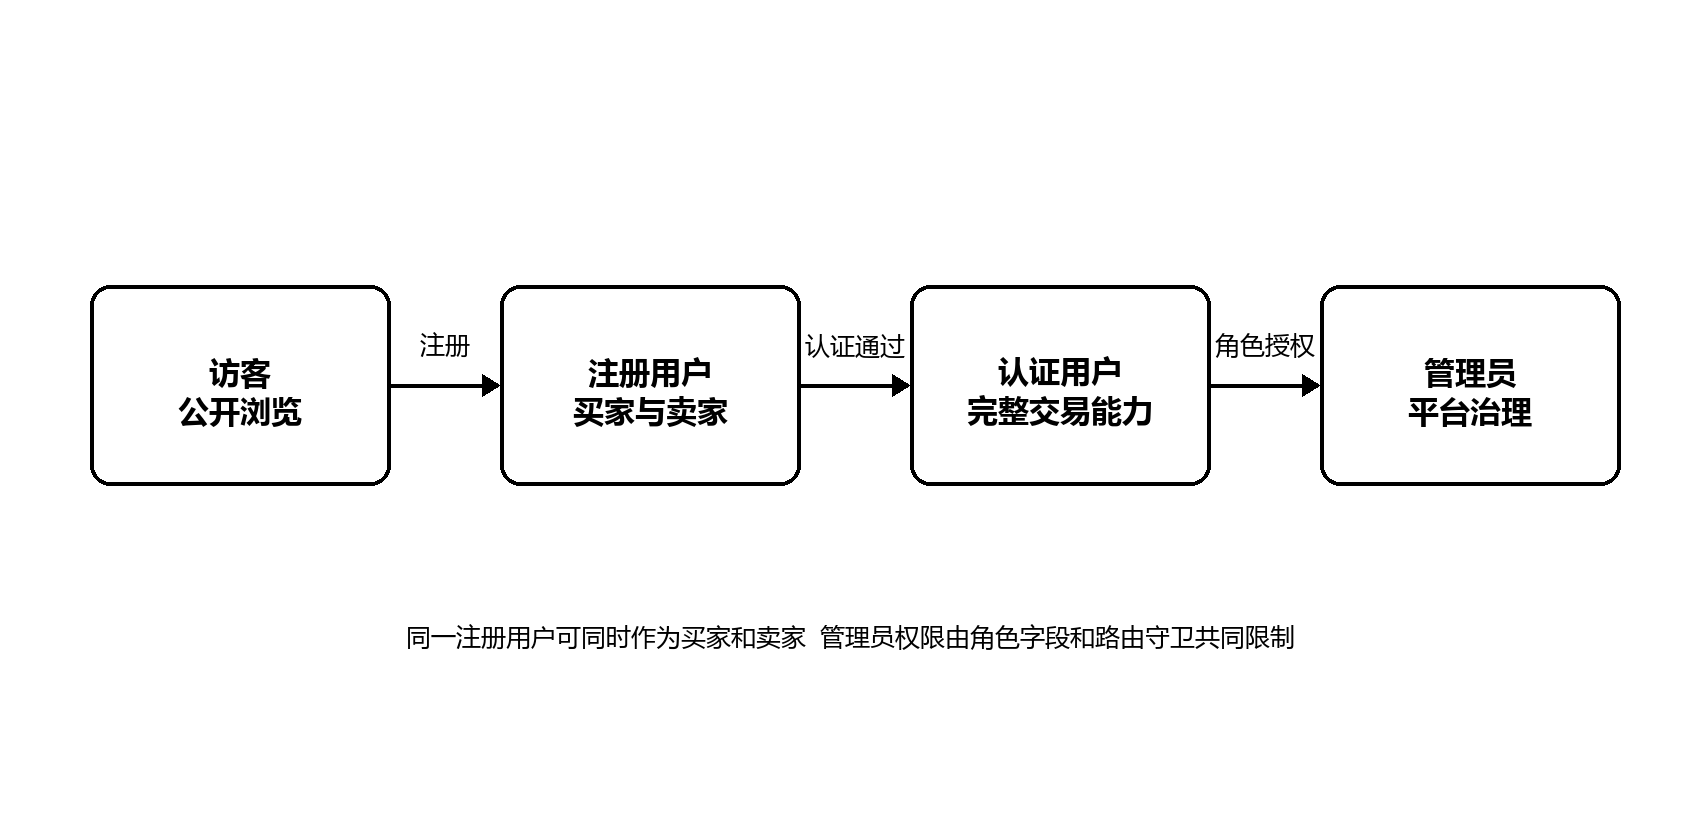 访客
公开浏览
注册
注册用户
买家与卖家
认证通过
认证用户
完整交易能力
角色授权
管理员
平台治理
同一注册用户可同时作为买家和卖家 管理员权限由角色字段和路由守卫共同限制